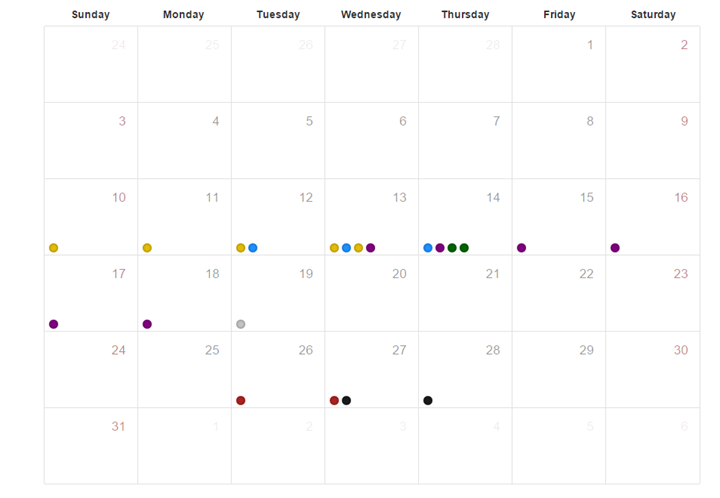 Sunday Monday Tuesday Wednesday Thursday Friday Saturday
24 25 26 27 28 1 2
3 4 5 6 7 8 9
10 11 12 13 14 15 16
17 18 19 20 21 22 23
24 25 26 27 28 29 30
31 1 2 3 4 5 6